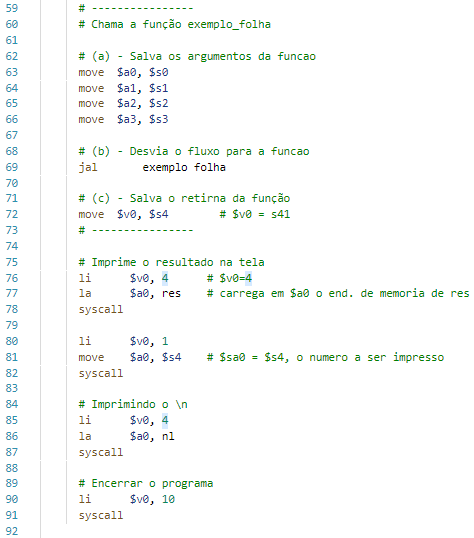 59 # ----------------
60 # Chama a função exemplo_folha
61
62 # (a) - Salva os argumentos da funcao
63 move $a0, $s0
64 move $a1, $s1
65 move $a2, $s2
66 move $a3, $s3
67
68 # (b) - Desvia o fluxo para a funcao
69 jal exemplo folha
70
71 # (c) - Salva o retirna da função
72 move $v0, $s4 # $v0 = s41
73 # ----------------
74
75 # Imprime o resultado na tela
76 li $v0, 4 # $v0=4
77 la $a0, res # carrega em $a0 o end. de memoria de res
78 syscall
79
80 li $v0, 1
81 move $a0, $s4 # $sa0 = $s4, o numero a ser impresso
82 syscall
83
84 # Imprimindo o \n
85 li $v0, 4
86 la $a0, nl
87 syscall
88
89 # Encerrar o programa
90 li $v0, 10
91 syscall
92